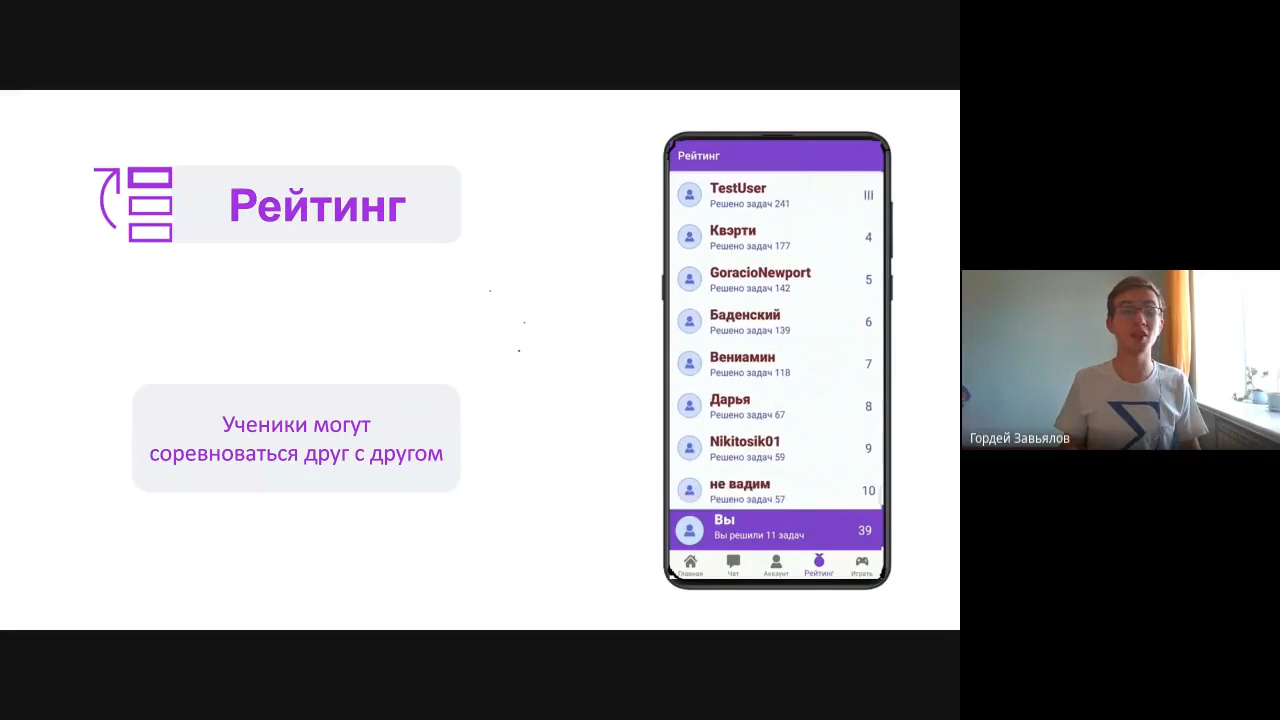 Рейтинг
Ученики могут
соревноваться друг с другом
Рейтинг
TestUser
Решено задач 241
III
Квэрти
Решено задач 177
4
GoracioNewport
Решено задач 142
5
Баденский
Решено задач 139
6
Вениамин
Решено задач 118
7
Дарья
Решено задач 67
8
Nikitosik01
Решено задач 59
9
не вадим
Решено задач 57
10
Вы
Вы решили 11 задач
39
Главная
Чат
Аккаунт
Рейтинг
Играть
Σ
Гордей Завьялов